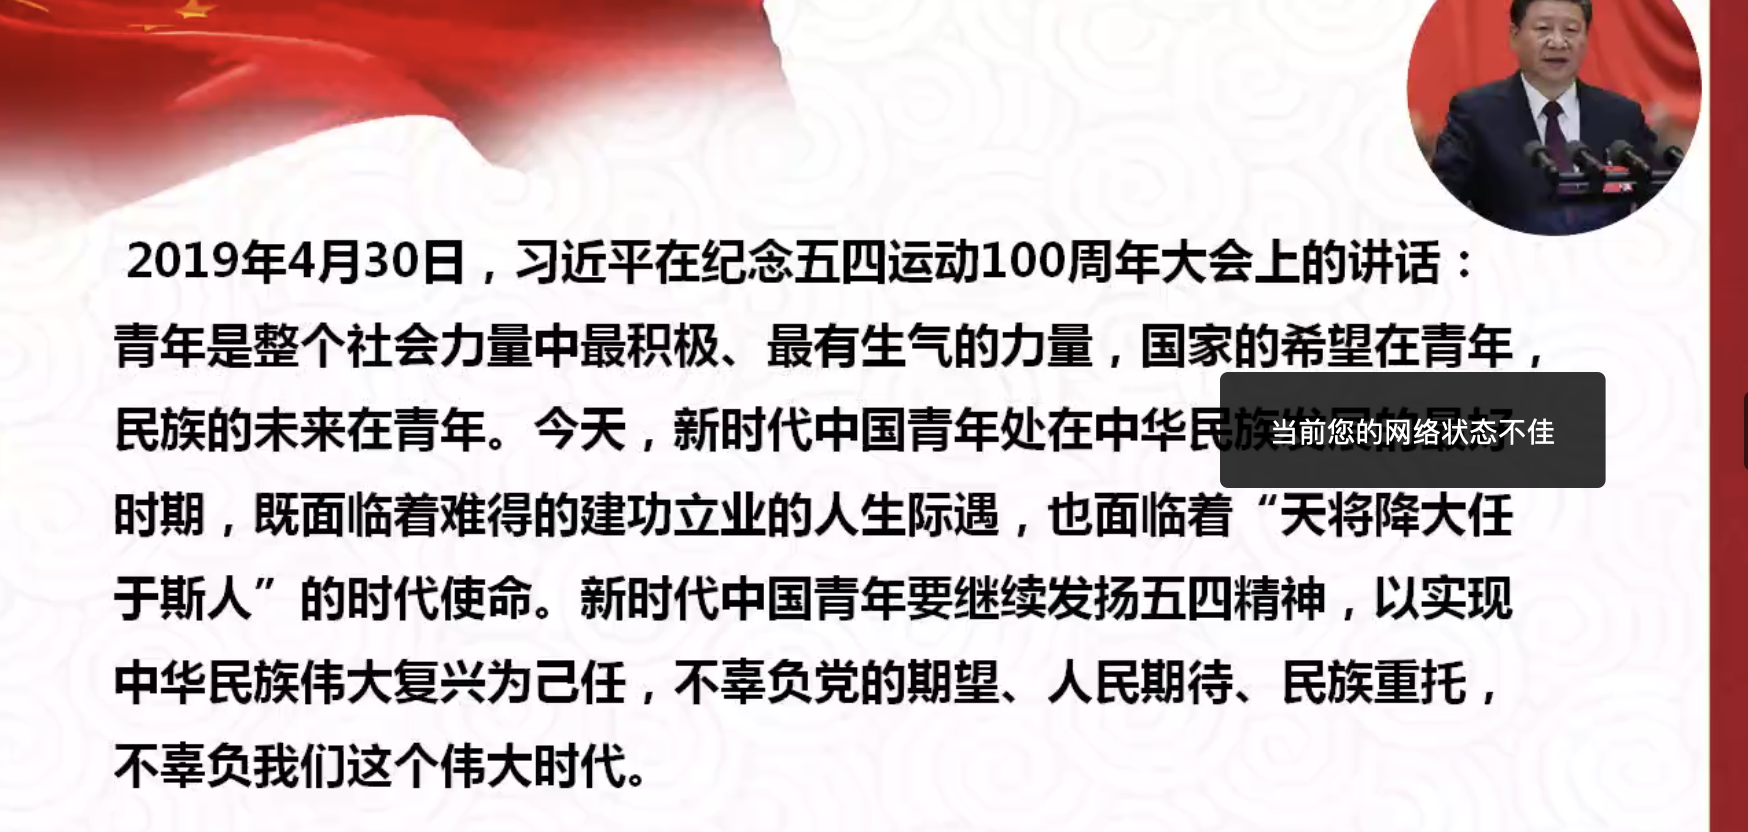 2019年4月30日，习近平在纪念五四运动100周年大会上的讲话：
青年是整个社会力量中最积极、最有生气的力量，国家的希望在青年，
民族的未来在青年。今天，新时代中国青年处在中华民族发展的最好
当前您的网络状态不佳
时期，既面临着难得的建功立业的人生际遇，也面临着“天将降大任
于斯人”的时代使命。新时代中国青年要继续发扬五四精神，以实现
中华民族伟大复兴为己任，不辜负党的期望、人民期待、民族重托，
不辜负我们这个伟大时代。